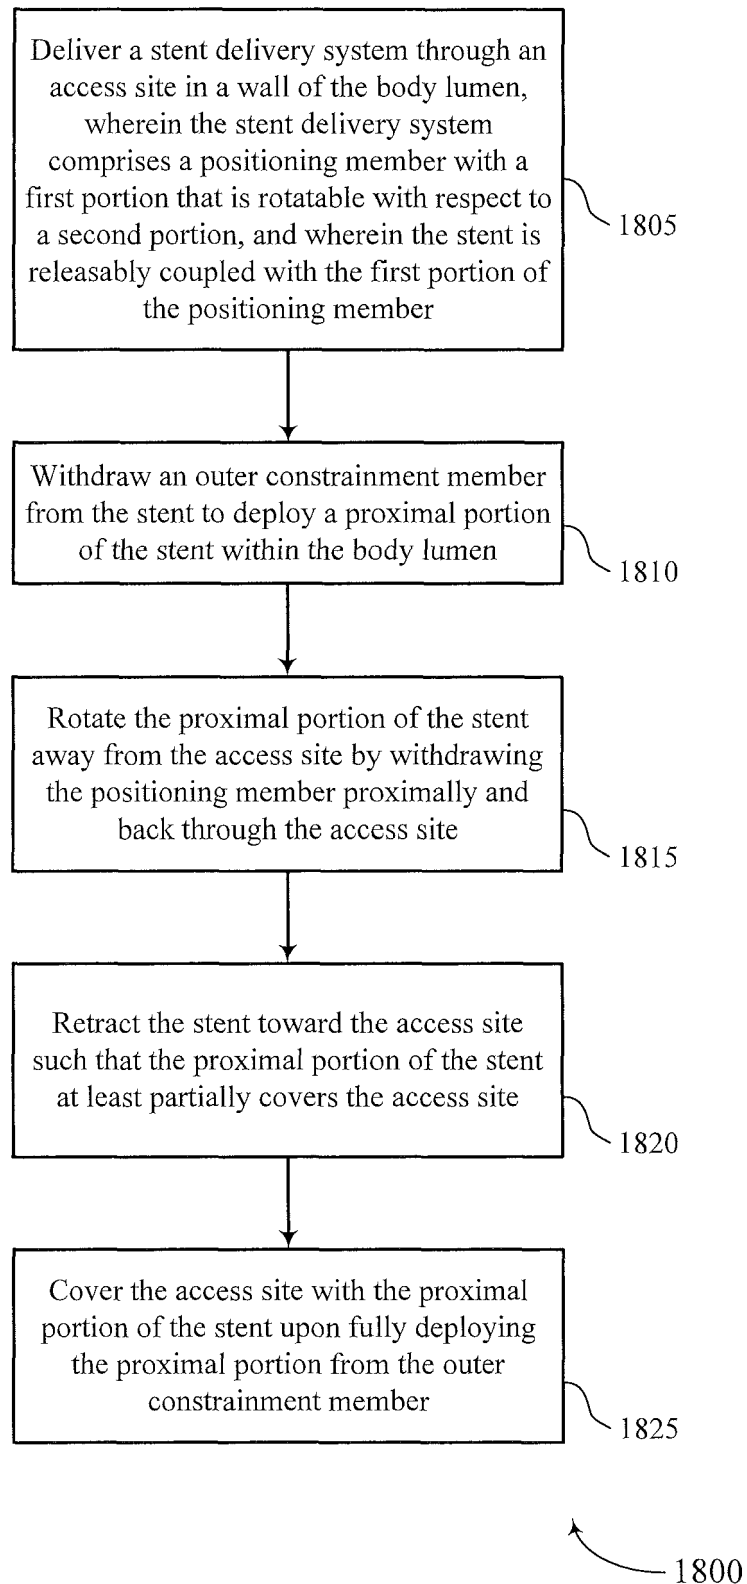 Deliver a stent delivery system through an
access site in a wall of the body lumen,
wherein the stent delivery system
comprises a positioning member with a
first portion that is rotatable with respect to
a second portion, and wherein the stent is
releasably coupled with the first portion of
the positioning member
1805
Withdraw an outer constrainment member
from the stent to deploy a proximal portion
of the stent within the body lumen
1810
Rotate the proximal portion of the stent
away from the access site by withdrawing
the positioning member proximally and
back through the access site
1815
Retract the stent toward the access site
such that the proximal portion of the stent
at least partially covers the access site
1820
Cover the access site with the proximal
portion of the stent upon fully deploying
the proximal portion from the outer
constrainment member
1825
1800